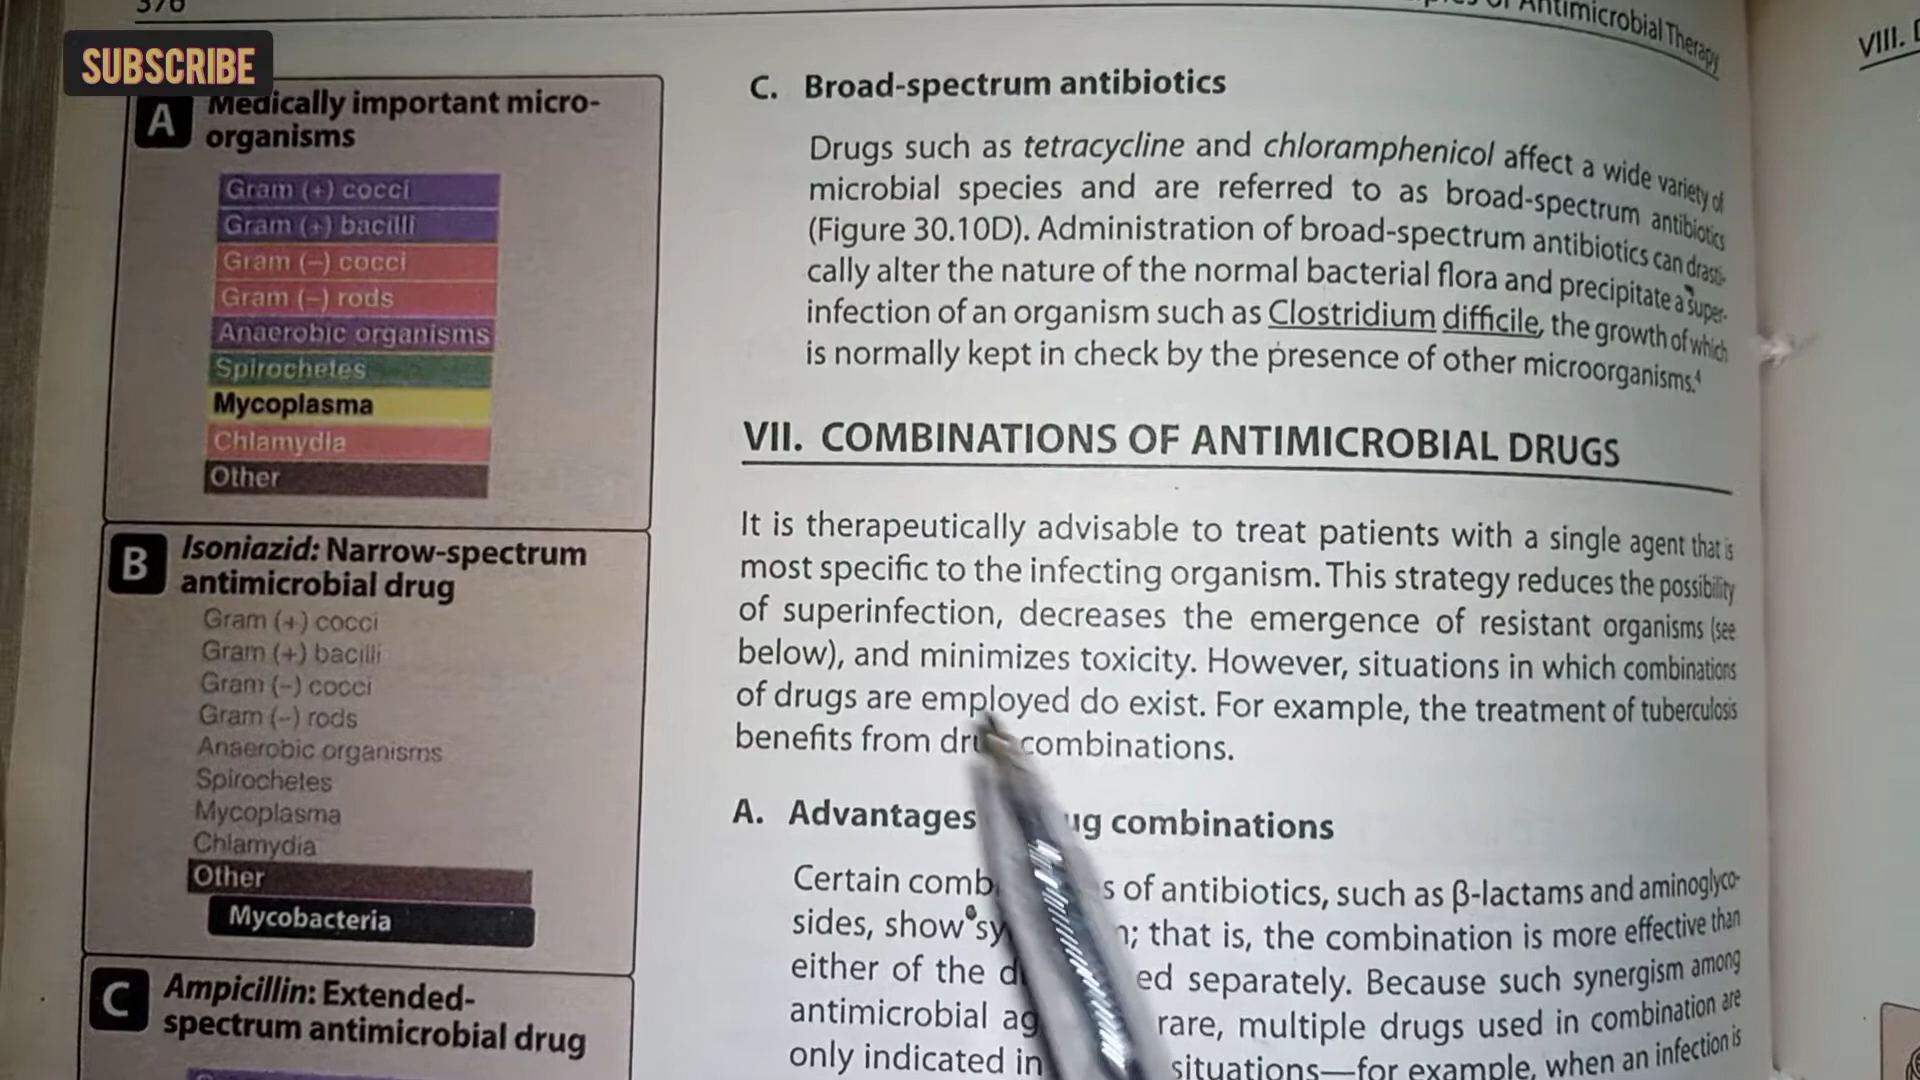 376
SUBSCRIBE
A
Medically important micro-
organisms
Gram (+) cocci
Gram (+) bacilli
Gram (–) cocci
Gram (–) rods
Anaerobic organisms
Spirochetes
Mycoplasma
Chlamydia
Other
B
Isoniazid: Narrow-spectrum
antimicrobial drug
Gram (+) cocci
Gram (+) bacilli
Gram (–) cocci
Gram (–) rods
Anaerobic organisms
Spirochetes
Mycoplasma
Chlamydia
Other
Mycobacteria
C
Ampicillin: Extended-
spectrum antimicrobial drug
of Antimicrobial Therapy
C. Broad-spectrum antibiotics
Drugs such as tetracycline and chloramphenicol affect a wide variety of
microbial species and are referred to as broad-spectrum antibiotics
(Figure 30.10D). Administration of broad-spectrum antibiotics can drasti-
cally alter the nature of the normal bacterial flora and precipitate a super-
infection of an organism such as Clostridium difficile, the growth of which
is normally kept in check by the presence of other microorganisms.4
VII. COMBINATIONS OF ANTIMICROBIAL DRUGS
It is therapeutically advisable to treat patients with a single agent that is
most specific to the infecting organism. This strategy reduces the possibility
of superinfection, decreases the emergence of resistant organisms (see
below), and minimizes toxicity. However, situations in which combinations
of drugs are employed do exist. For example, the treatment of tuberculosis
benefits from combinations.
A. Advantages combinations
Certain of antibiotics, such as β-lactams and aminoglyco-
sides, show that is, the combination is more effective than
either of the separately. Because such synergism among
antimicrobial rare, multiple drugs used in combination are
only indicated in situations—for example, when an infection is
VIII.